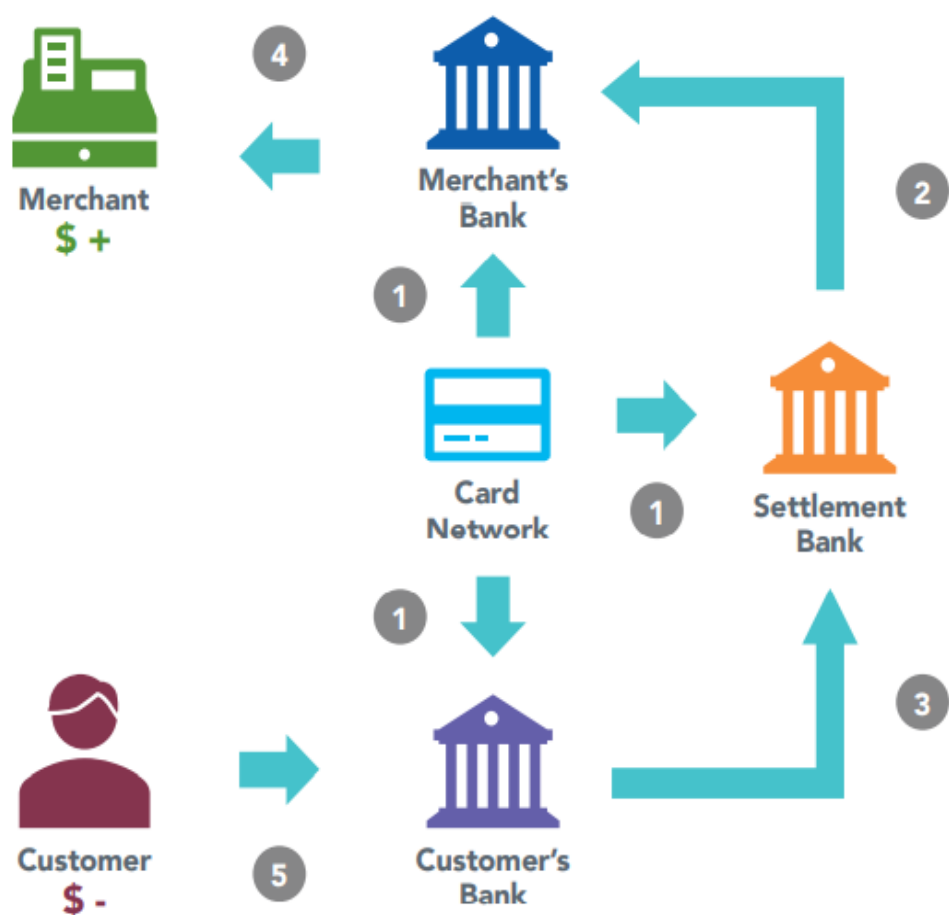 4
Merchant
$ +
Merchant's
Bank
2
1
Card
Network
1
Settlement
Bank
1
3
Customer
$ -
5
Customer's
Bank